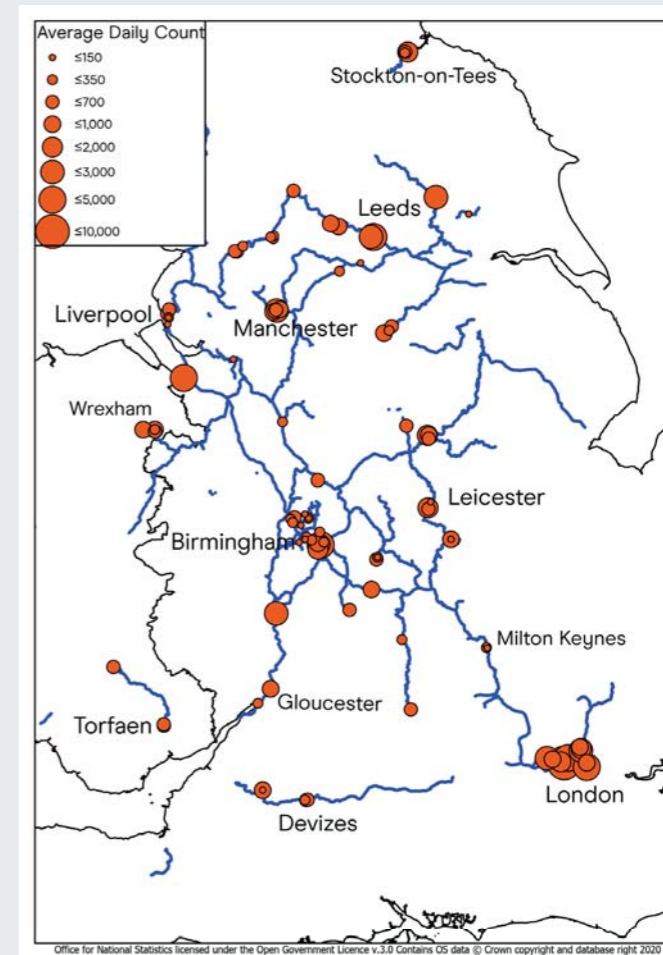 Average Daily Count
≤150
≤350
≤700
≤1,000
≤2,000
≤3,000
≤5,000
≤10,000
Stockton-on-Tees
Leeds
Liverpool
Manchester
Wrexham
Leicester
Birmingham
Milton Keynes
Gloucester
Torfaen
London
Devizes
Office for National Statistics licensed under the Open Government Licence v.3.0 Contains OS data © Crown copyright and database right 2020